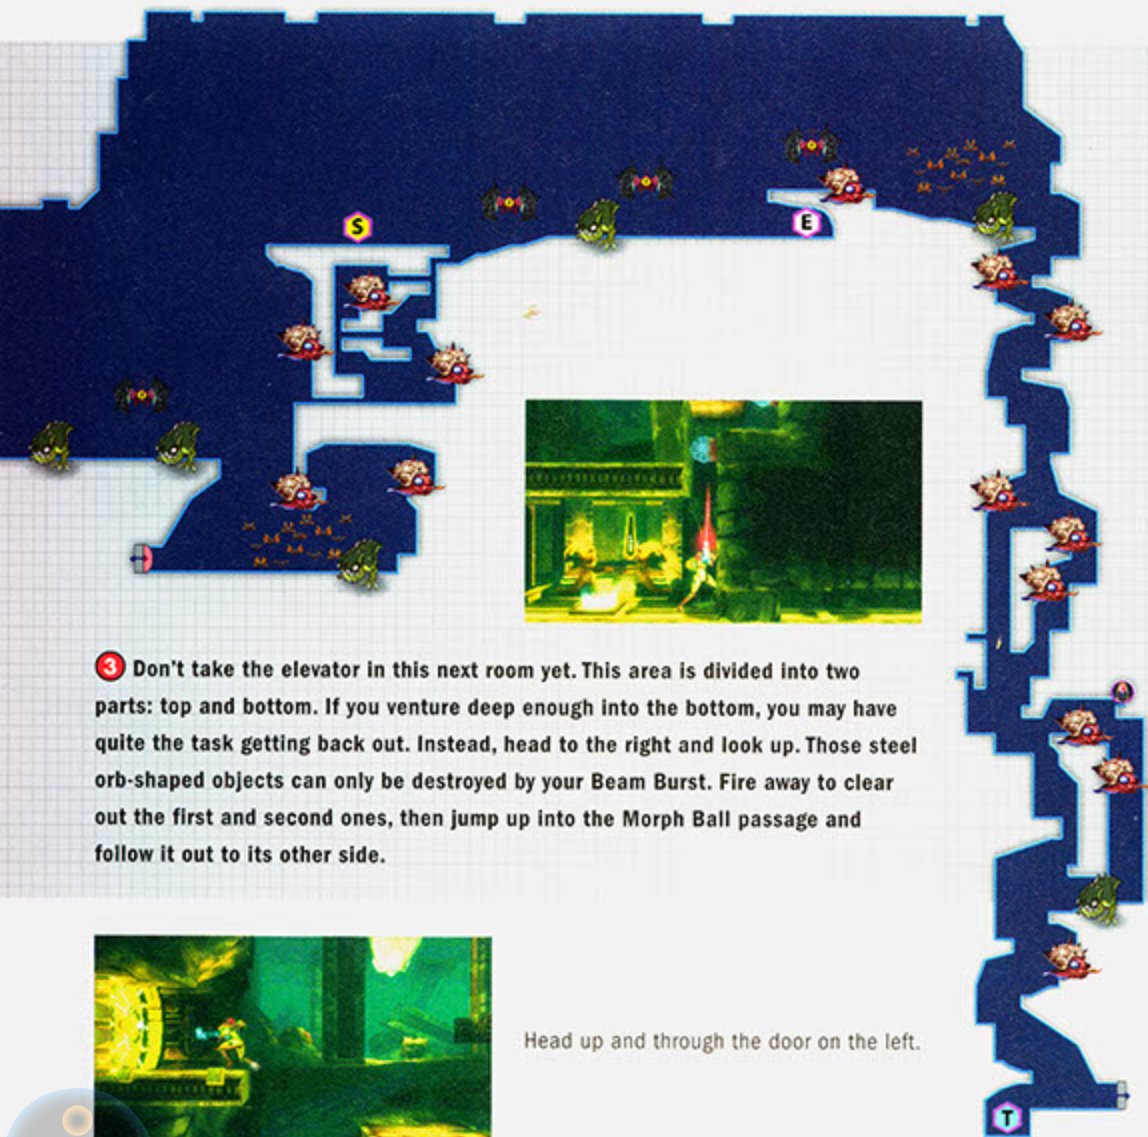 S
E
3 Don't take the elevator in this next room yet. This area is divided into two
parts: top and bottom. If you venture deep enough into the bottom, you may have
quite the task getting back out. Instead, head to the right and look up. Those steel
orb-shaped objects can only be destroyed by your Beam Burst. Fire away to clear
out the first and second ones, then jump up into the Morph Ball passage and
follow it out to its other side.
Head up and through the door on the left.
T